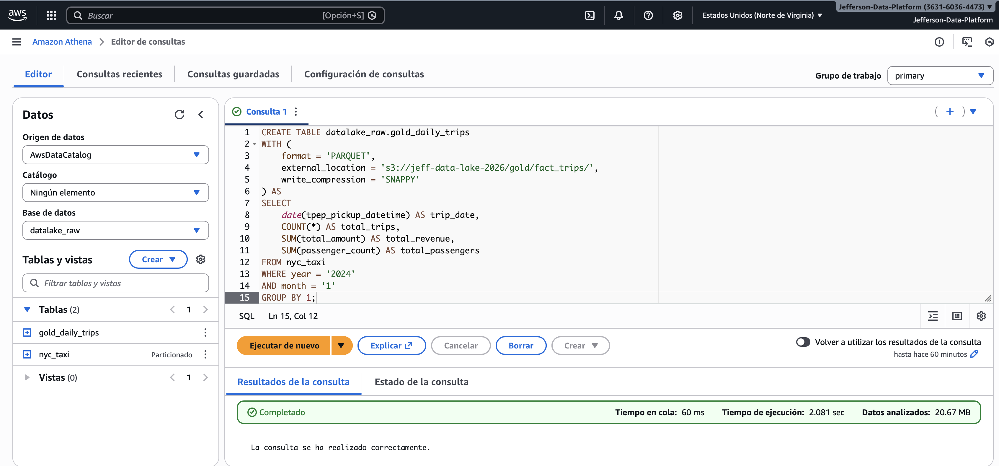 aws
Buscar
[Opción+S]
Estados Unidos (Norte de Virginia)
Jefferson-Data-Platform (3631-6036-4473)
Jefferson-Data-Platform
Amazon Athena
Editor de consultas
Editor
Consultas recientes
Consultas guardadas
Configuración de consultas
Grupo de trabajo
primary
Datos
Origen de datos
AwsDataCatalog
Catálogo
Ningún elemento
Base de datos
datalake_raw
Tablas y vistas
Crear
Filtrar tablas y vistas
Tablas (2)
1
gold_daily_trips
nyc_taxi
Particionado
Vistas (0)
1
Consulta 1
1 CREATE TABLE datalake_raw.gold_daily_trips
2 WITH (
3     format = 'PARQUET',
4     external_location = 's3://jeff-data-lake-2026/gold/fact_trips/',
5     write_compression = 'SNAPPY'
6 ) AS
7 SELECT
8     date(tpep_pickup_datetime) AS trip_date,
9     COUNT(*) AS total_trips,
10     SUM(total_amount) AS total_revenue,
11     SUM(passenger_count) AS total_passengers
12 FROM nyc_taxi
13 WHERE year = '2024'
14 AND month = '1'
15 GROUP BY 1;
SQL
Ln 15, Col 12
Ejecutar de nuevo
Explicar
Cancelar
Borrar
Crear
Volver a utilizar los resultados de la consulta
hasta hace 60 minutos
Resultados de la consulta
Estado de la consulta
Completado
Tiempo en cola: 60 ms
Tiempo de ejecución: 2.081 sec
Datos analizados: 20.67 MB
La consulta se ha realizado correctamente.